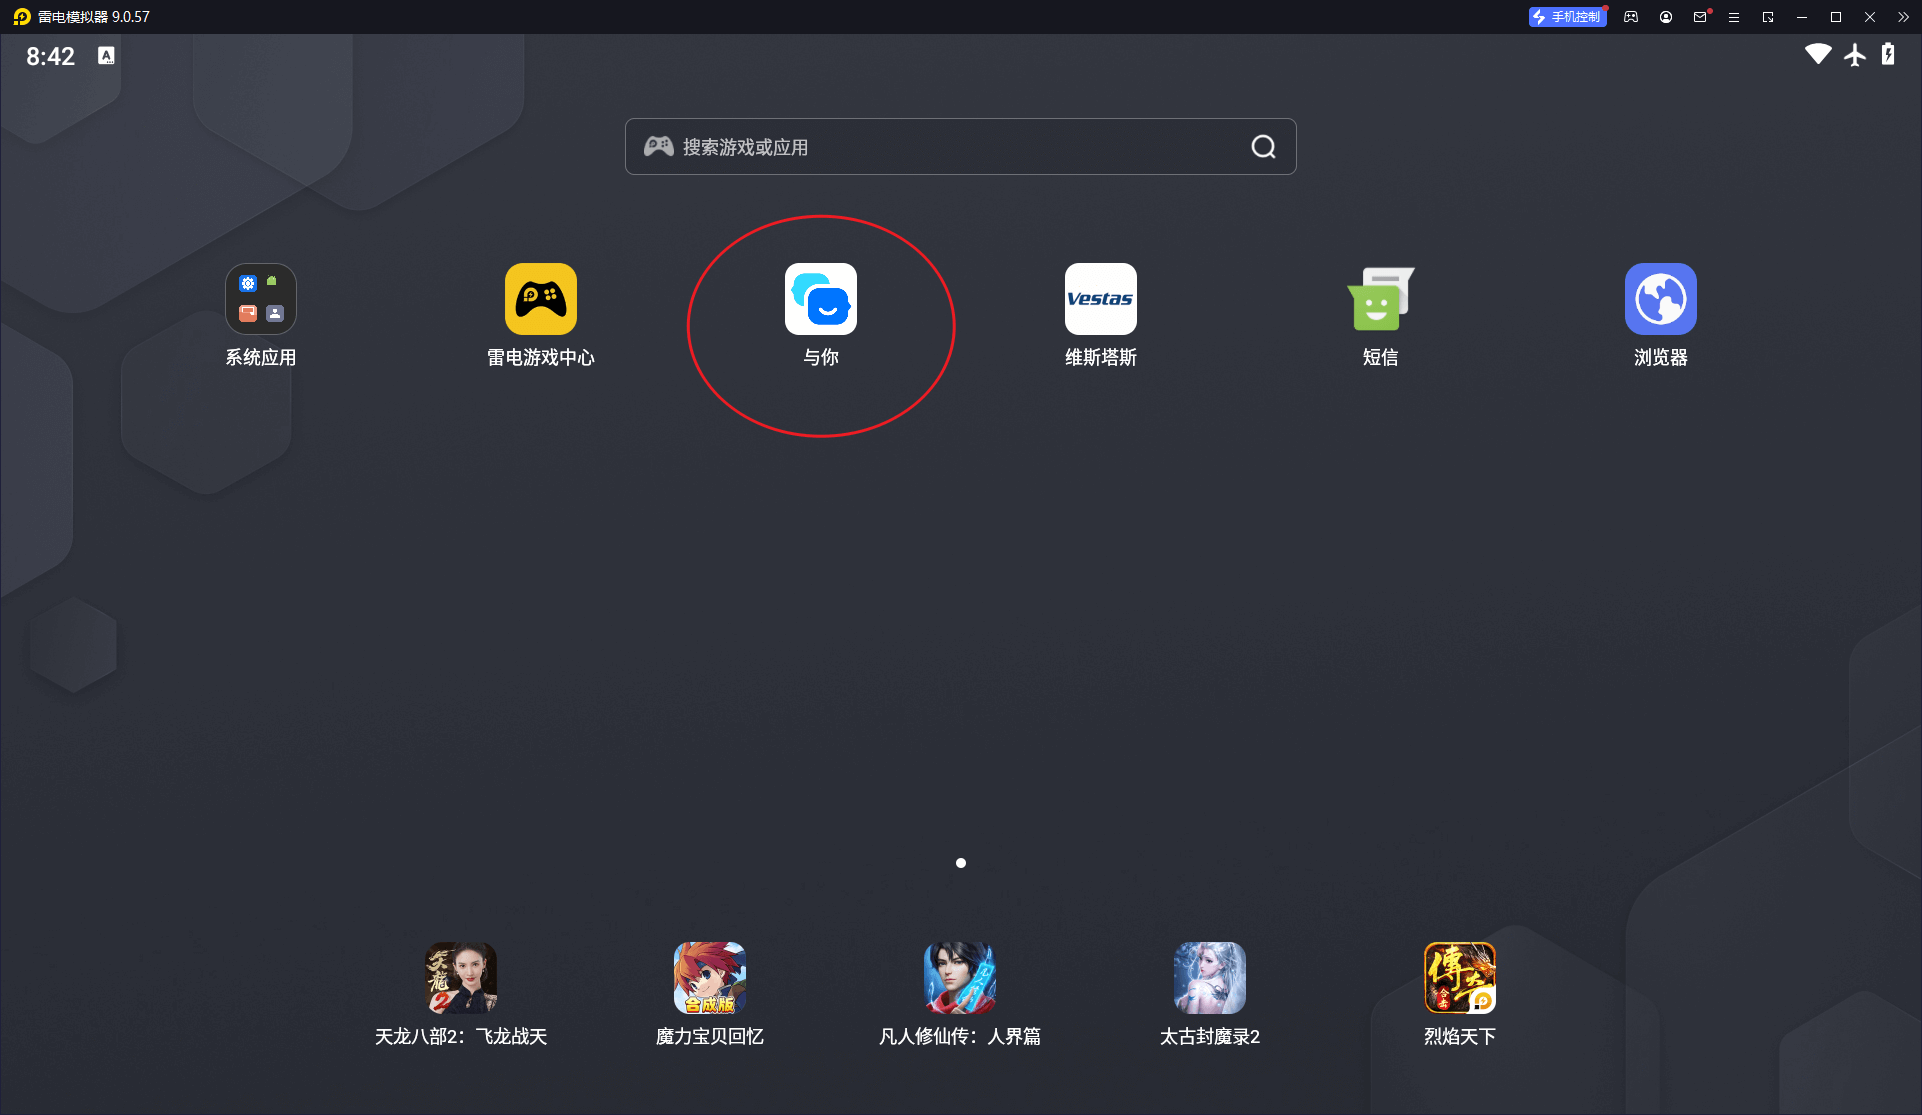 雷电模拟器 9.0.57
手机控制
8:42
搜索游戏或应用
Vestas
系统应用
雷电游戏中心
与你
维斯塔斯
短信
浏览器
合成版
天龙八部2：飞龙战天
魔力宝贝回忆
凡人修仙传：人界篇
太古封魔录2
烈焰天下